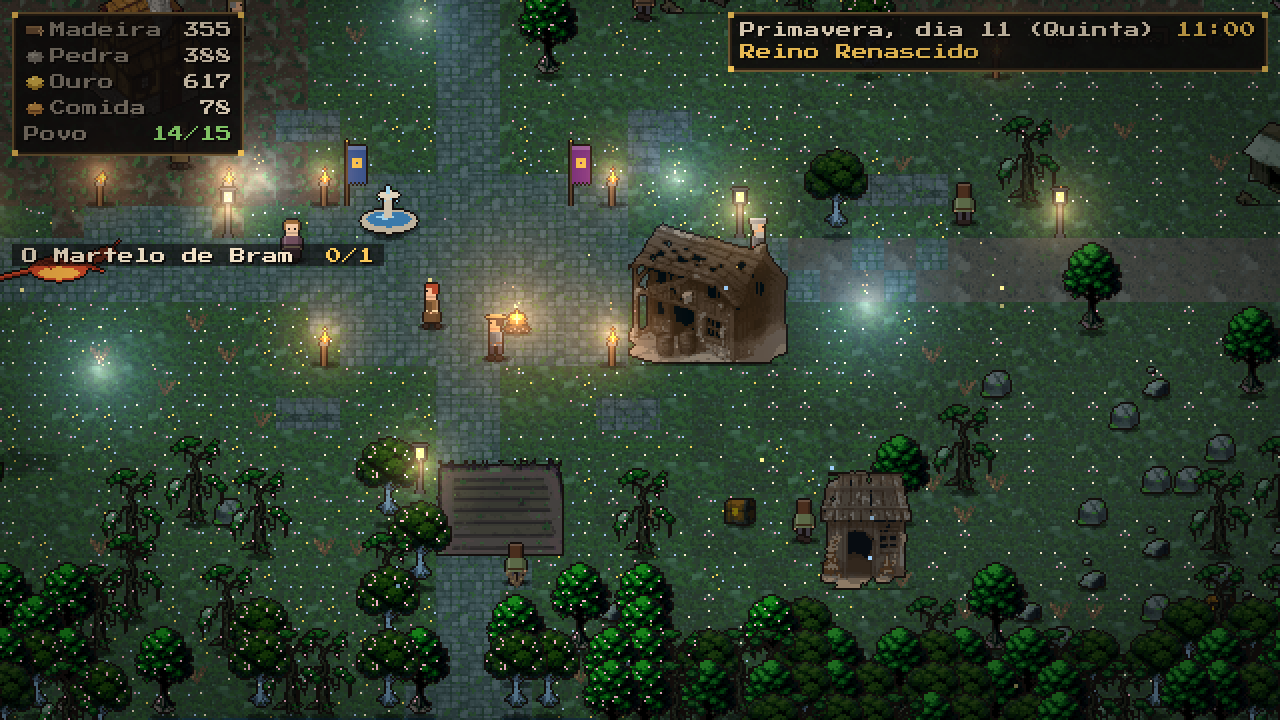 Madeira 355
Pedra 388
Ouro 617
Comida 78
Povo 14/15
Primavera, dia 11 (Quinta) 11:00
Reino Renascido
O Martelo de Bram 0/1